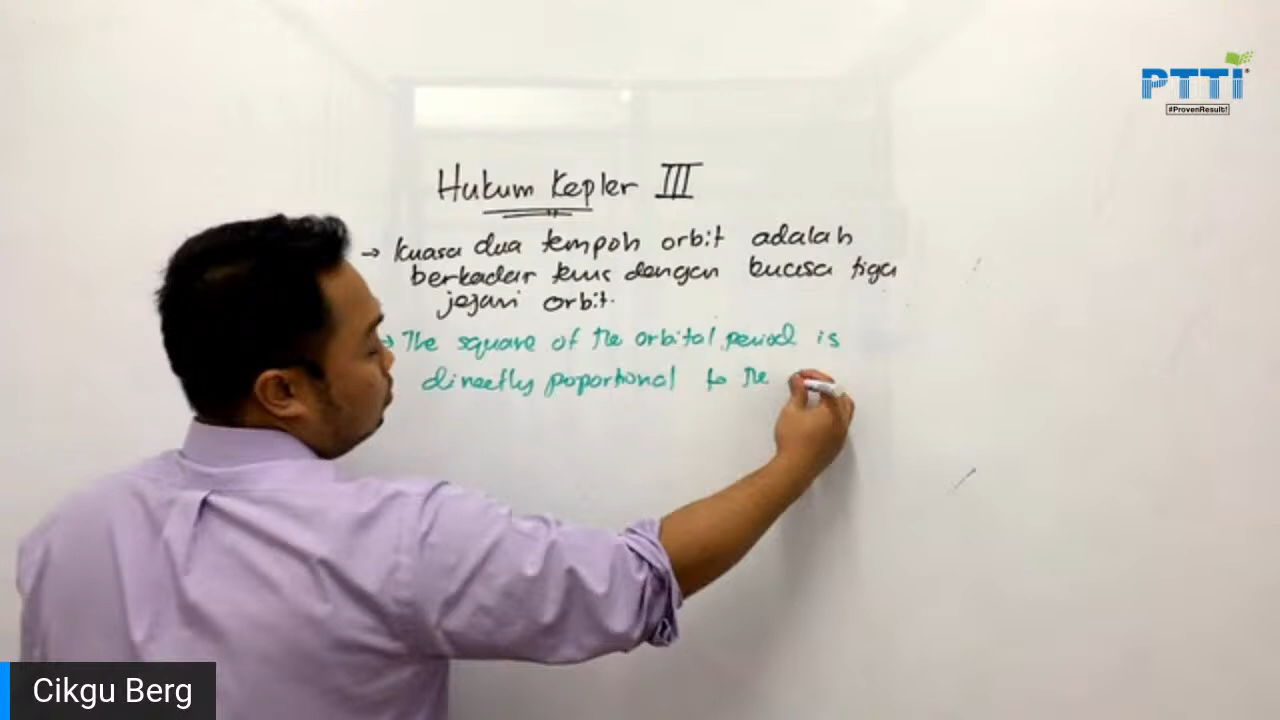 PTTI
#ProvenResult!
Hukum Kepler III
→ kuasa dua tempoh orbit adalah
berkadar terus dengan kuasa tiga
jejari orbit.
→ The square of the orbital period is
directly poportional to the
Cikgu Berg